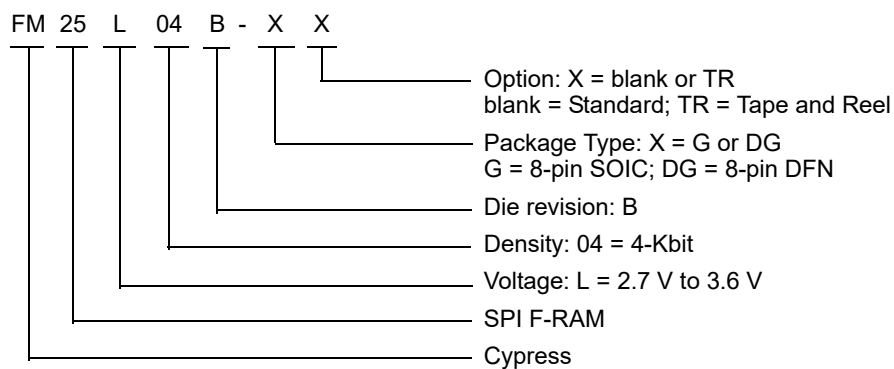 FM 25 L 04 B - X X
Option: X = blank or TR
blank = Standard; TR = Tape and Reel
Package Type: X = G or DG
G = 8-pin SOIC; DG = 8-pin DFN
Die revision: B
Density: 04 = 4-Kbit
Voltage: L = 2.7 V to 3.6 V
SPI F-RAM
Cypress